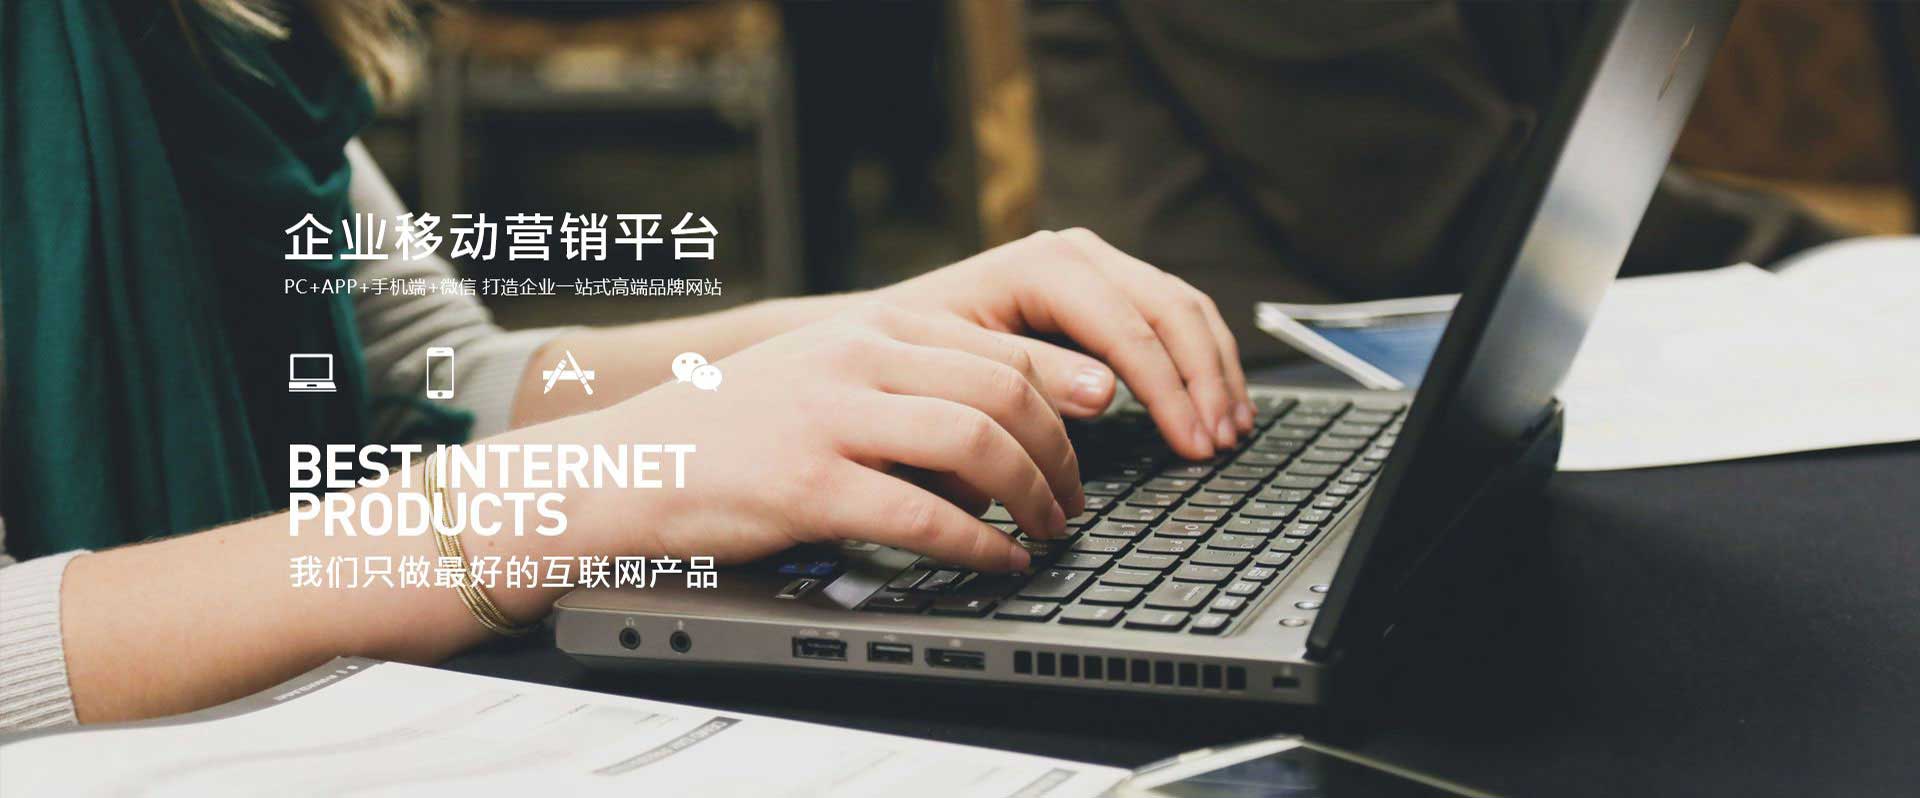 企业移动营销平台
PC+APP+手机端+微信 打造企业一站式高端品牌网站
BEST INTERNET
PRODUCTS
我们只做最好的互联网产品